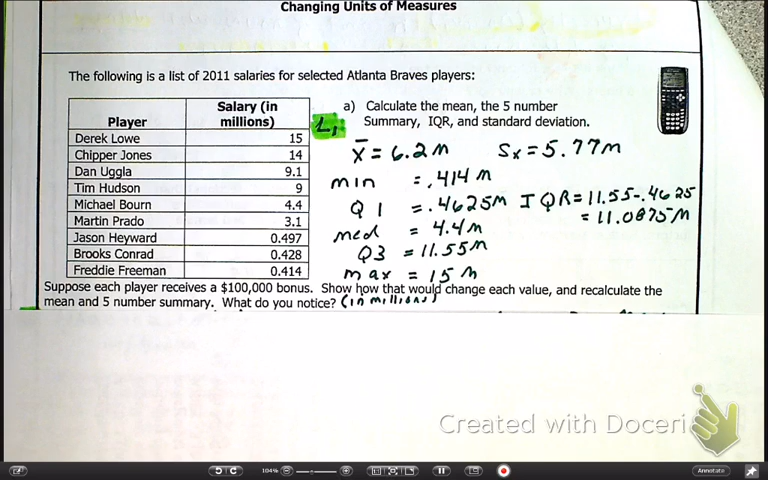 Changing Units of Measures
The following is a list of 2011 salaries for selected Atlanta Braves players:
Player Salary (in millions)
Derek Lowe 15
Chipper Jones 14
Dan Uggla 9.1
Tim Hudson 9
Michael Bourn 4.4
Martin Prado 3.1
Jason Heyward 0.497
Brooks Conrad 0.428
Freddie Freeman 0.414
L₁
a) Calculate the mean, the 5 number
Summary, IQR, and standard deviation.
x̄ = 6.2M Sx = 5.77M
min = .414 M
Q1 = .4625M IQR = 11.55-.4625
med = 4.4M = 11.0875M
Q3 = 11.55M
max = 15 M
Suppose each player receives a $100,000 bonus. Show how that would change each value, and recalculate the
mean and 5 number summary. What do you notice? (in millions)
Created with Doceri
104%
Annotate